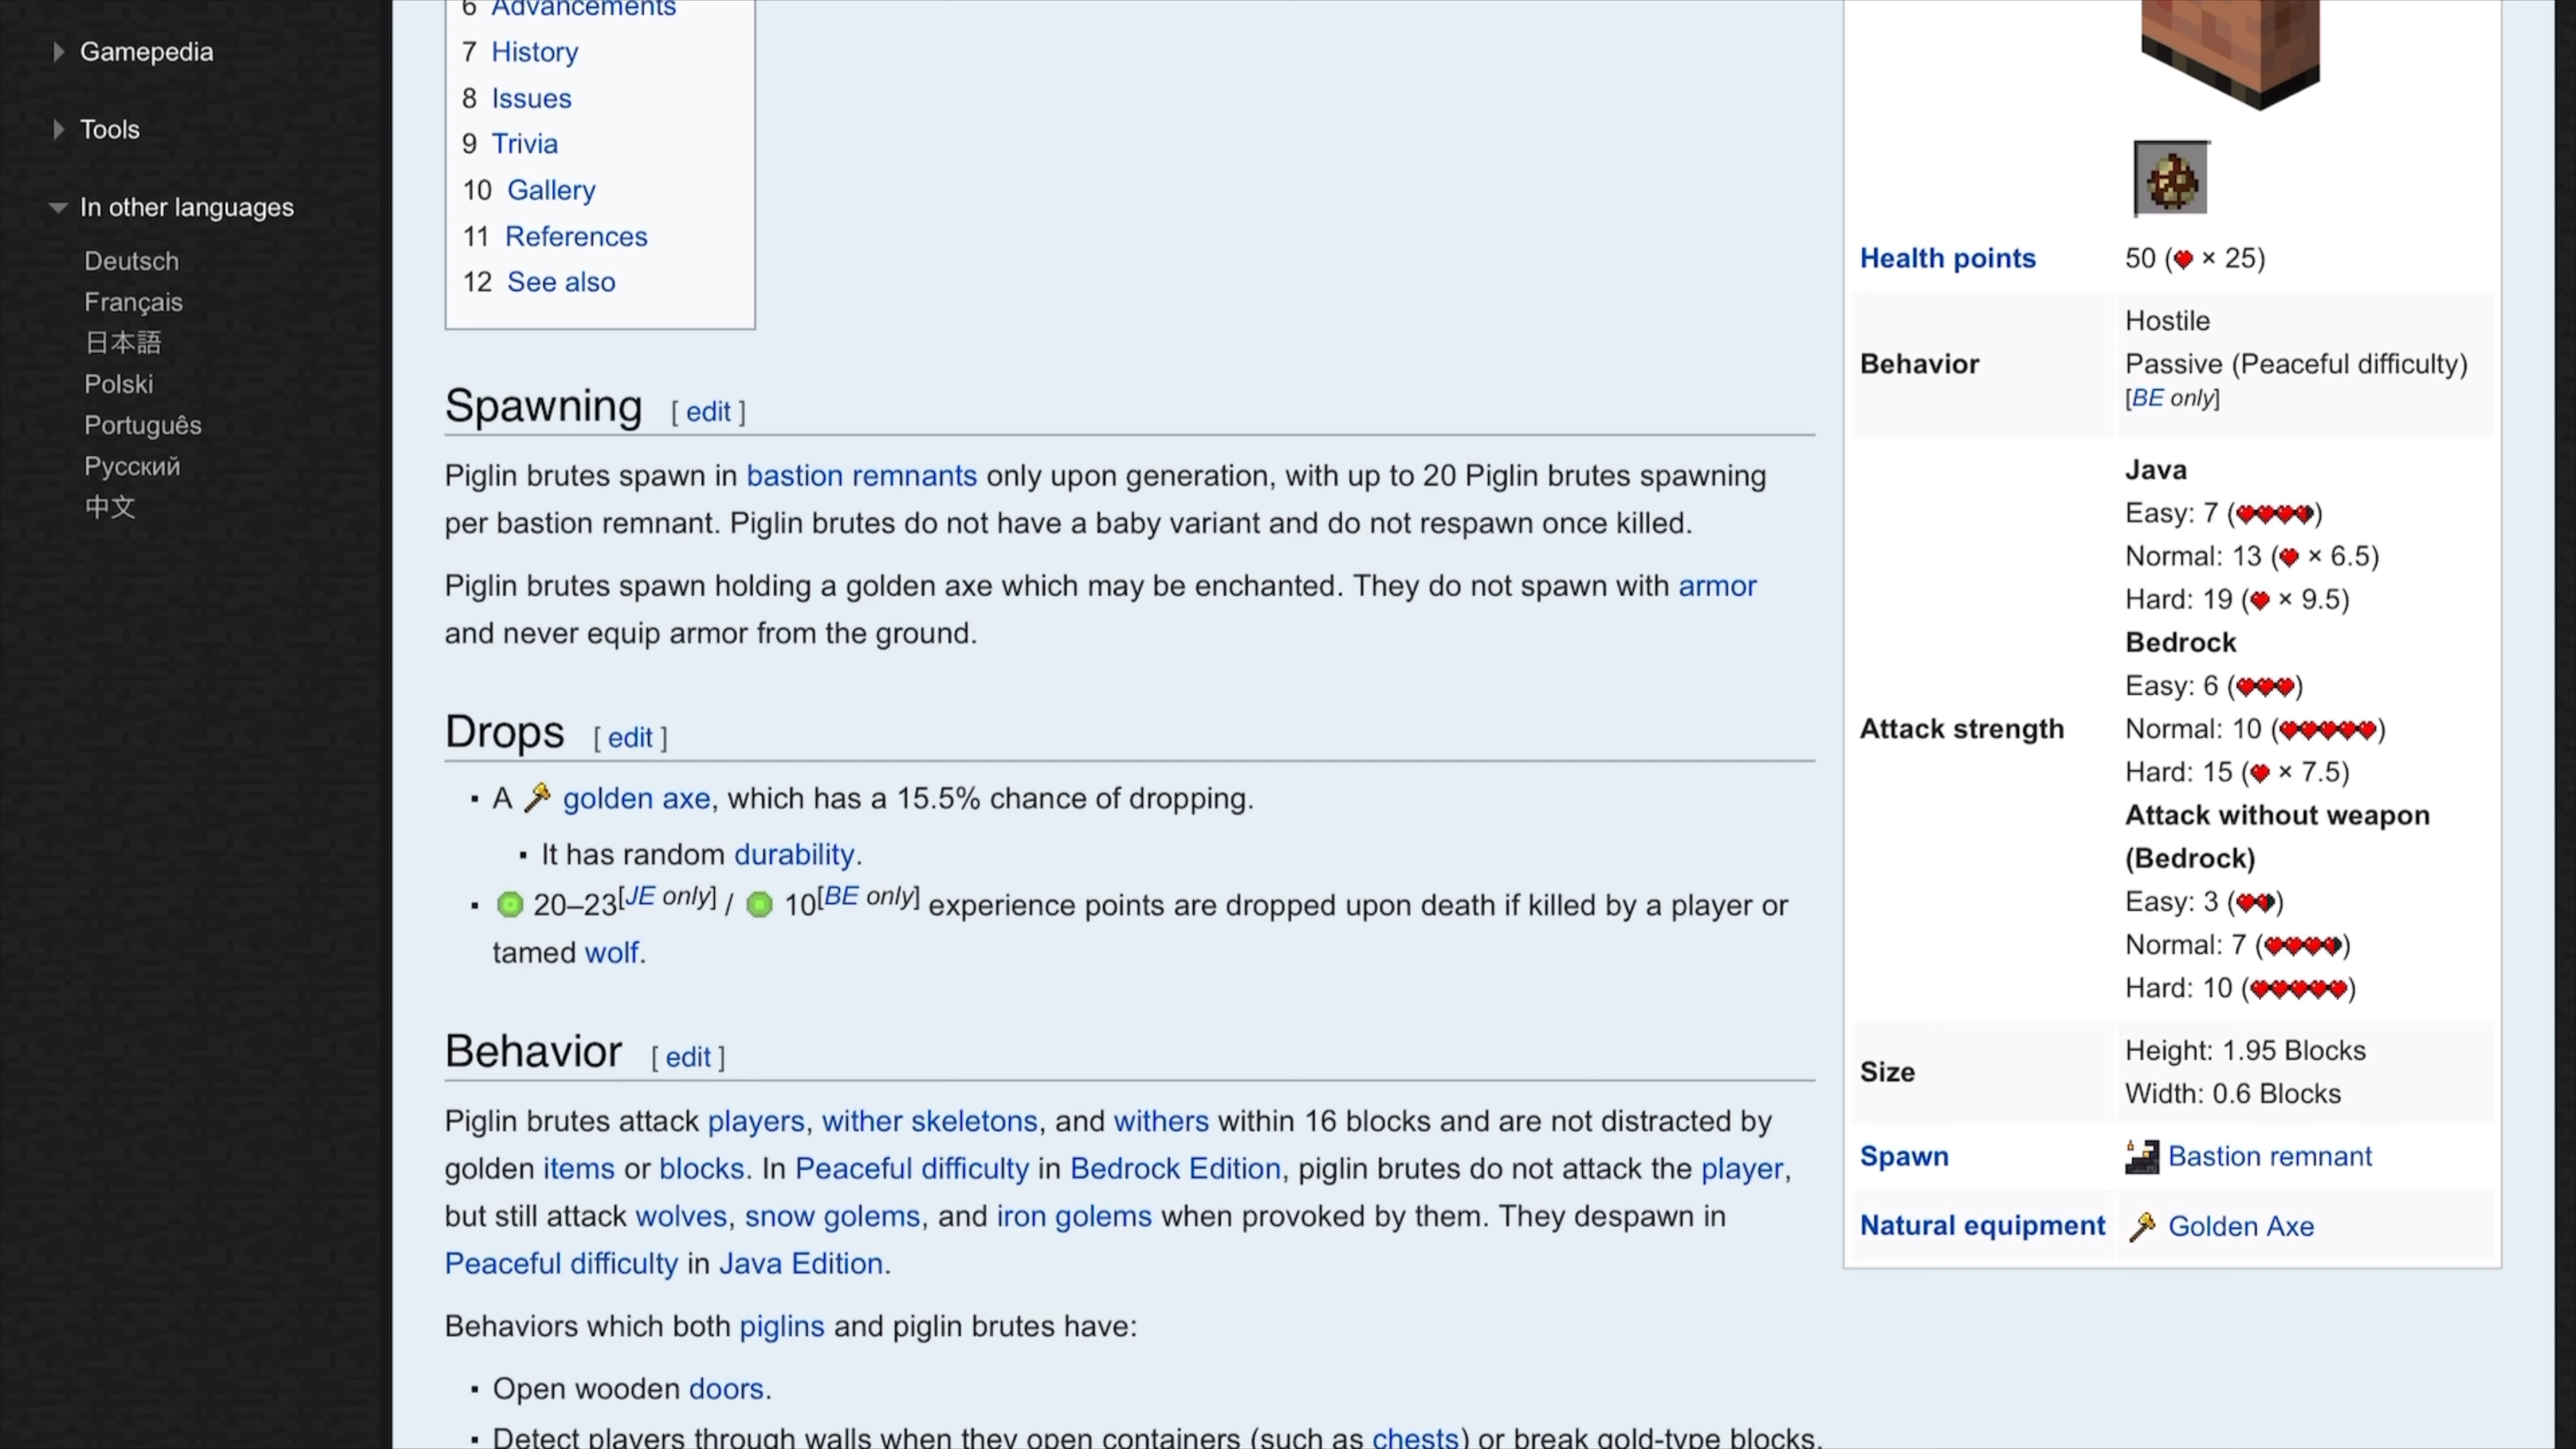 Gamepedia
Tools
In other languages
Deutsch
Français
日本語
Polski
Português
Русский
中文
6 Advancements
7 History
8 Issues
9 Trivia
10 Gallery
11 References
12 See also
Spawning [ edit ]
Piglin brutes spawn in bastion remnants only upon generation, with up to 20 Piglin brutes spawning
per bastion remnant. Piglin brutes do not have a baby variant and do not respawn once killed.
Piglin brutes spawn holding a golden axe which may be enchanted. They do not spawn with armor
and never equip armor from the ground.
Drops [ edit ]
▪ A golden axe, which has a 15.5% chance of dropping.
▪ It has random durability.
▪ 20–23[JE only] / 10[BE only] experience points are dropped upon death if killed by a player or
tamed wolf.
Behavior [ edit ]
Piglin brutes attack players, wither skeletons, and withers within 16 blocks and are not distracted by
golden items or blocks. In Peaceful difficulty in Bedrock Edition, piglin brutes do not attack the player,
but still attack wolves, snow golems, and iron golems when provoked by them. They despawn in
Peaceful difficulty in Java Edition.
Behaviors which both piglins and piglin brutes have:
▪ Open wooden doors.
▪ Detect players through walls when they open containers (such as chests) or break gold-type blocks.
Health points 50 ( × 25)
Behavior
Hostile
Passive (Peaceful difficulty)
[BE only]
Attack strength
Java
Easy: 7 ()
Normal: 13 ( × 6.5)
Hard: 19 ( × 9.5)
Bedrock
Easy: 6 ()
Normal: 10 ()
Hard: 15 ( × 7.5)
Attack without weapon
(Bedrock)
Easy: 3 ()
Normal: 7 ()
Hard: 10 ()
Size
Height: 1.95 Blocks
Width: 0.6 Blocks
Spawn Bastion remnant
Natural equipment Golden Axe